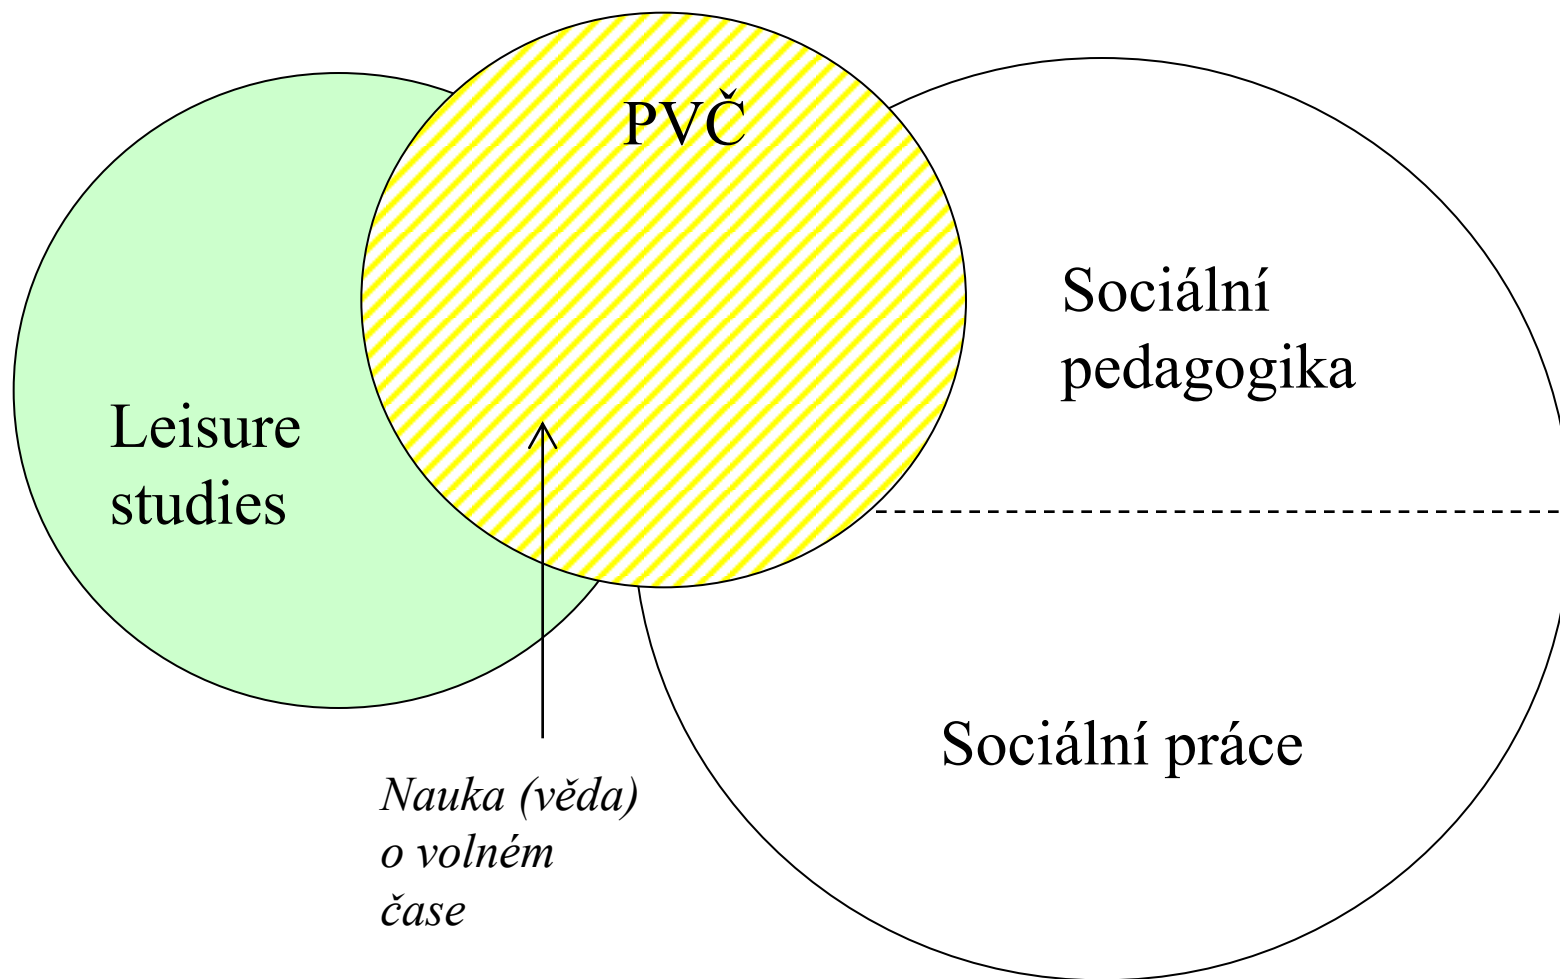 PVČ
Sociální
pedagogika
Leisure
studies
Sociální práce
Nauka (věda)
o volném
čase